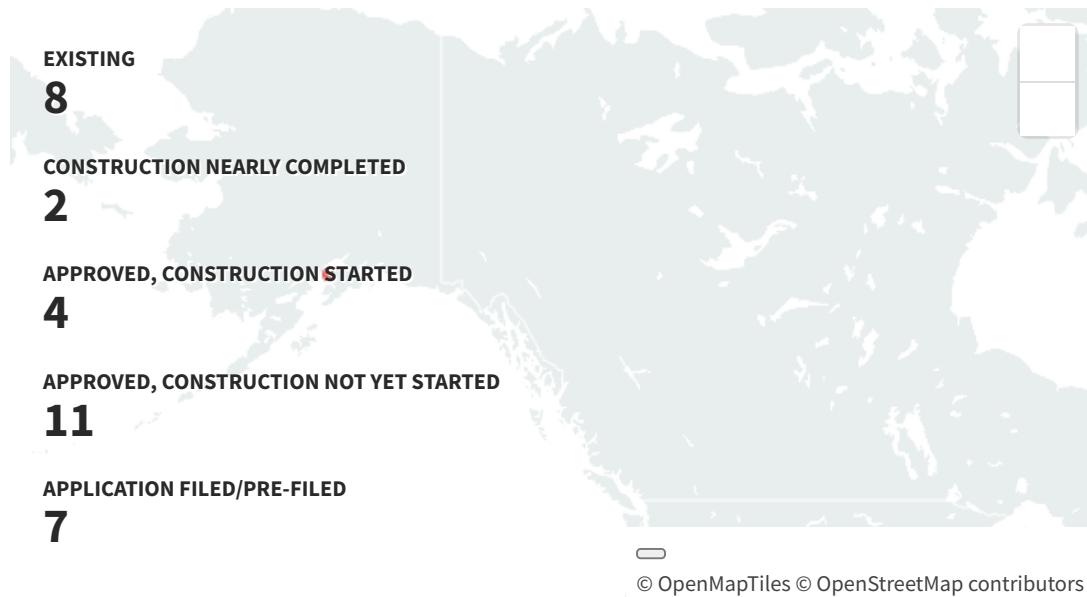 EXISTING
8
CONSTRUCTION NEARLY COMPLETED
2
APPROVED, CONSTRUCTION STARTED
4
APPROVED, CONSTRUCTION NOT YET STARTED
11
APPLICATION FILED/PRE-FILED
7
© OpenMapTiles © OpenStreetMap contributors